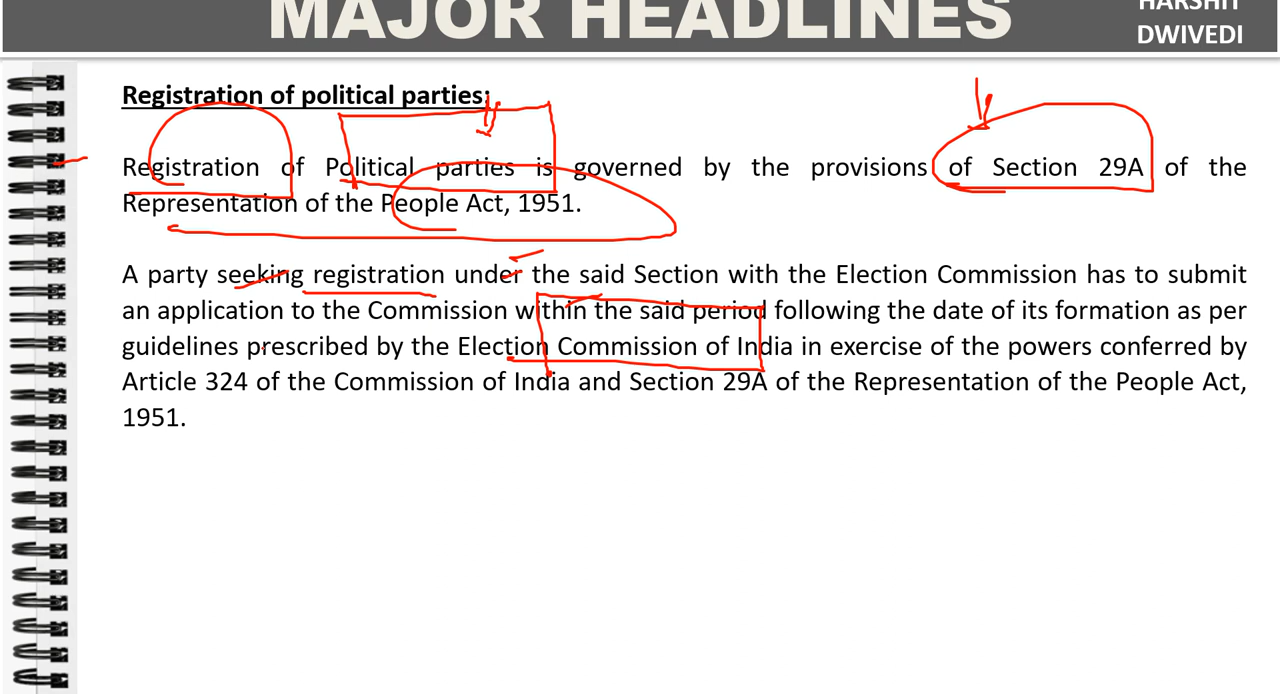 MAJOR HEADLINES
HARSHIT
DWIVEDI
Registration of political parties:
Registration of Political parties is governed by the provisions of Section 29A of the
Representation of the People Act, 1951.
A party seeking registration under the said Section with the Election Commission has to submit
an application to the Commission within the said period following the date of its formation as per
guidelines prescribed by the Election Commission of India in exercise of the powers conferred by
Article 324 of the Commission of India and Section 29A of the Representation of the People Act,
1951.